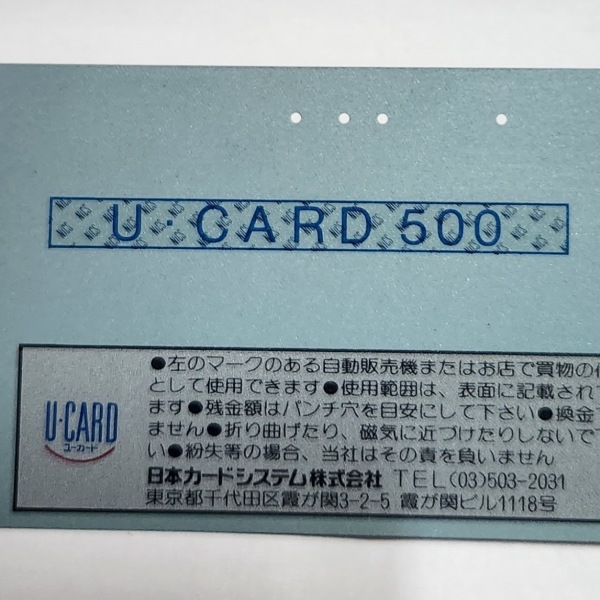 U・CARD 500
●左のマークのある自動販売機またはお店で買物の
として使用できます●使用範囲は、表面に記載され
ます●残金額はパンチ穴を目安にして下さい●換金
ません●折り曲げたり、磁気に近づけたりしないで下
い●紛失等の場合、当社はその責を負いません
U・CARD
ユーカード
日本カードシステム株式会社 TEL(03)503-2031
東京都千代田区霞が関3-2-5 霞が関ビル1118号